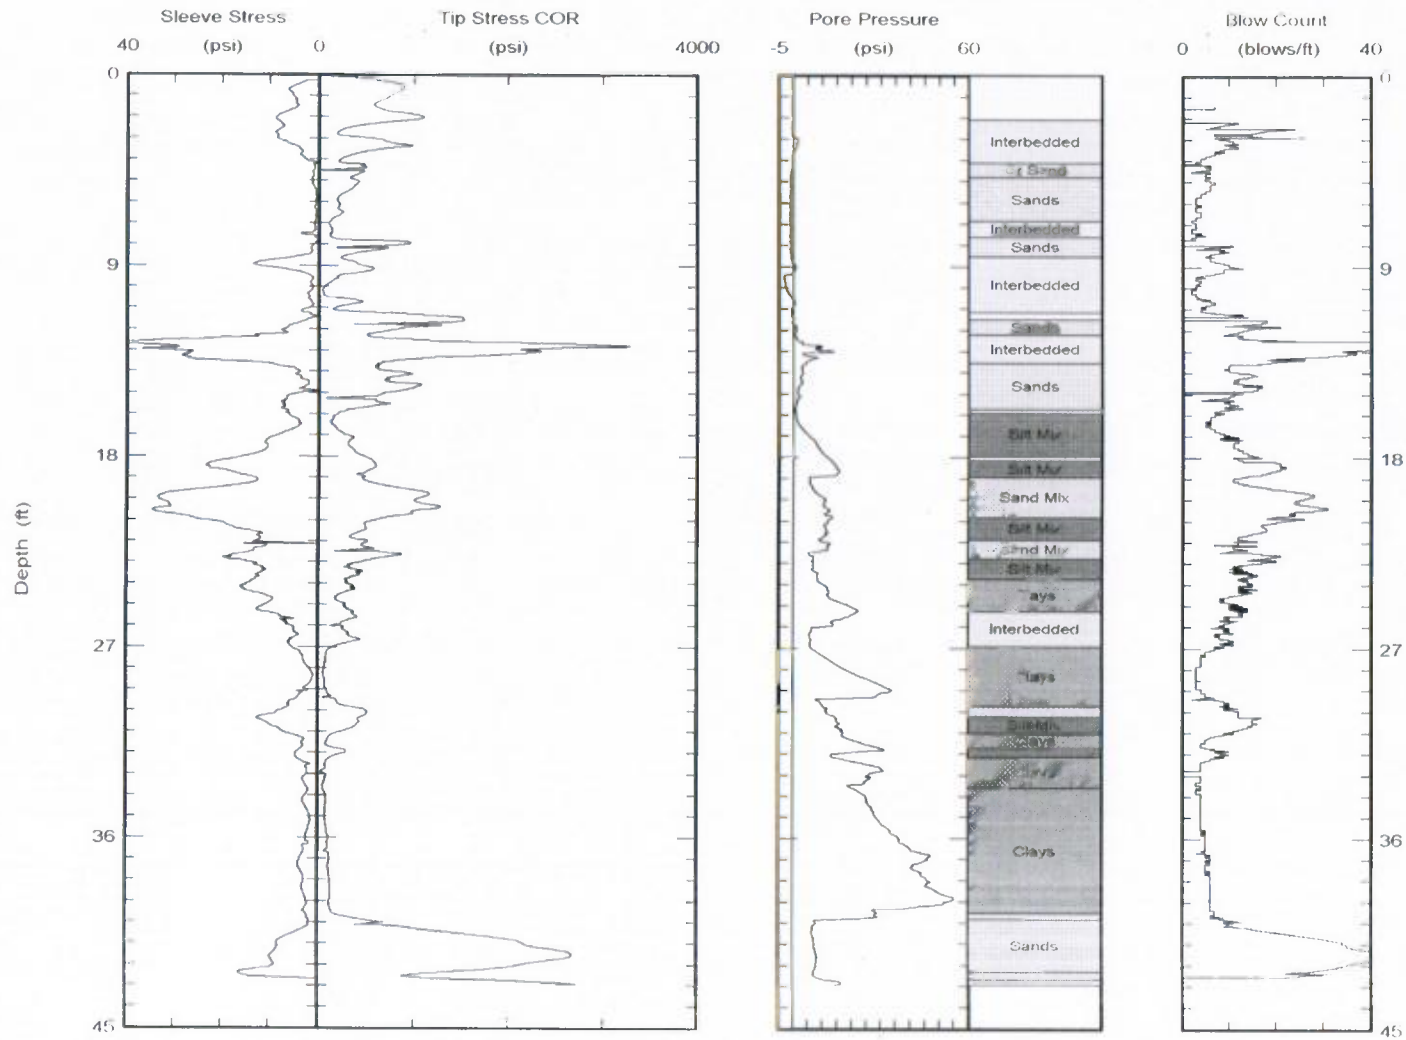 Sleeve Stress
Tip Stress COR
Pore Pressure
Blow Count
40 (psi) 0 (psi) 4000
-5 (psi) 60
0 (blows/ft) 40
0
9
18
27
36
45
Depth (ft)
Interbedded
Sand
Sands
Interbedded
Sands
Interbedded
Sands
Interbedded
Sands
Silt Mix
Silt Mix
Sand Mix
Silt Mix
Sand Mix
Silt Mix
Interbedded
Silt Mix
Clays
Sands
0
9
18
27
36
45